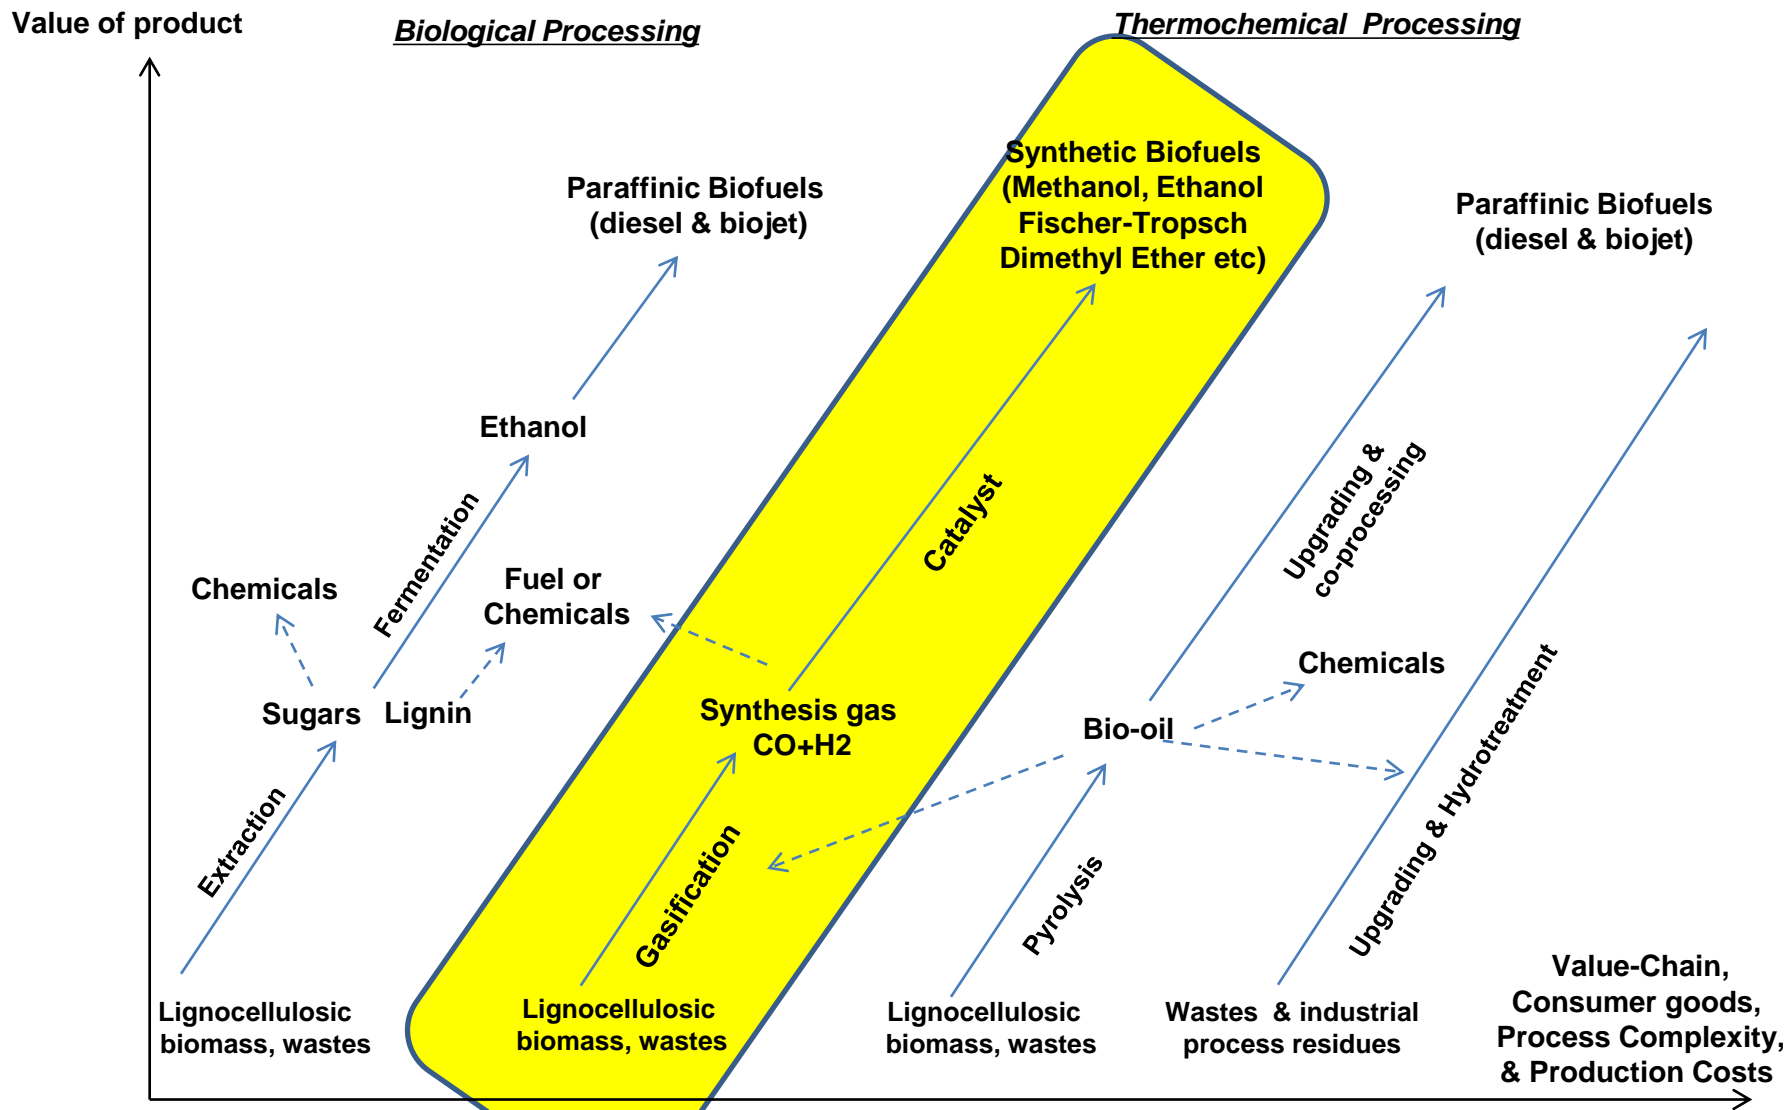 Value of product
Biological Processing
Thermochemical Processing
Synthetic Biofuels
(Methanol, Ethanol
Fischer-Tropsch
Dimethyl Ether etc)
Paraffinic Biofuels
(diesel & biojet)
Paraffinic Biofuels
(diesel & biojet)
Ethanol
Fermentation
Catalyst
Upgrading &
co-processing
Chemicals
Fuel or
Chemicals
Chemicals
Sugars
Lignin
Synthesis gas
CO+H2
Bio-oil
Upgrading & Hydrotreatment
Extraction
Gasification
Pyrolysis
Lignocellulosic
biomass, wastes
Lignocellulosic
biomass, wastes
Lignocellulosic
biomass, wastes
Wastes & industrial
process residues
Value-Chain,
Consumer goods,
Process Complexity,
& Production Costs